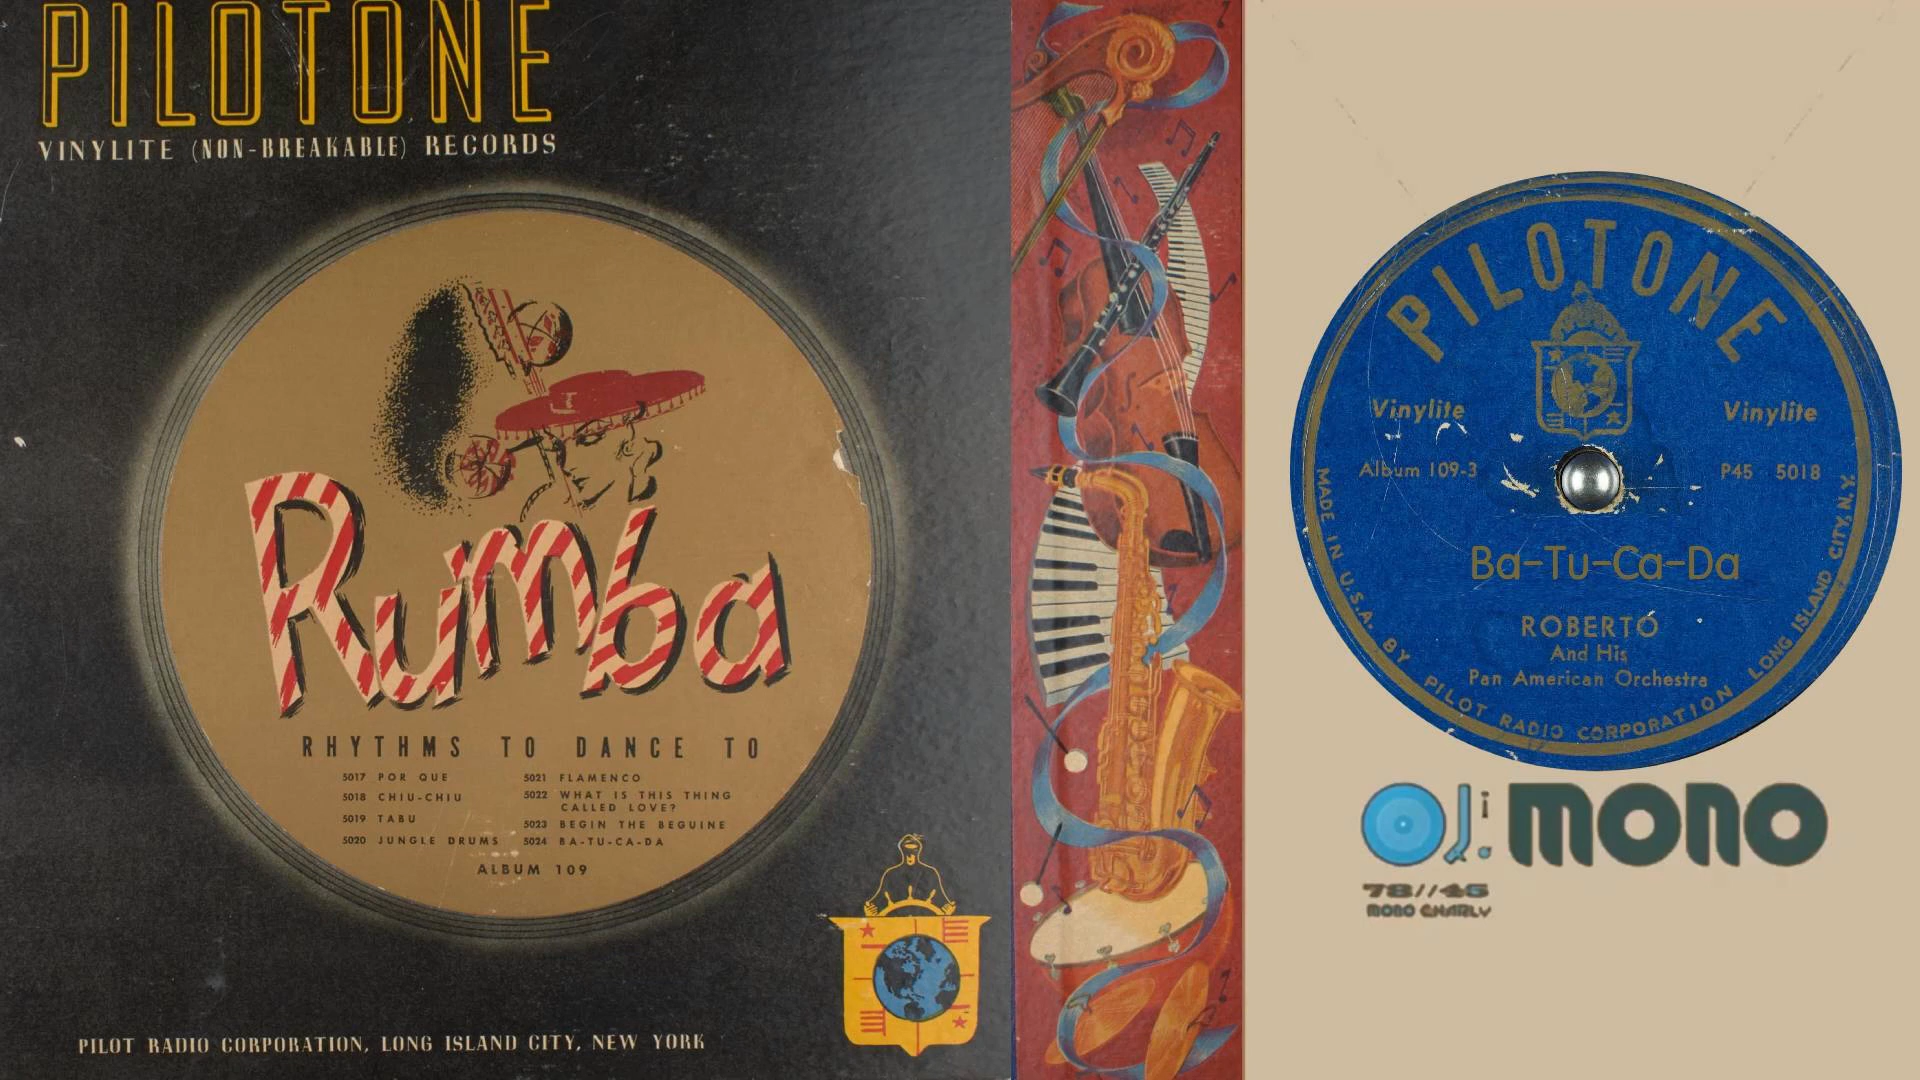 PILOTONE
VINYLITE (NON-BREAKABLE) RECORDS
Rumba
RHYTHMS TO DANCE TO
5017 POR QUE
5018 CHIU-CHIU
5019 TABU
5020 JUNGLE DRUMS
5021 FLAMENCO
5022 WHAT IS THIS THING
CALLED LOVE?
5023 BEGIN THE BEGUINE
5024 BA-TU-CA-DA
ALBUM 109
PILOT RADIO CORPORATION, LONG ISLAND CITY, NEW YORK
PILOTONE
Vinylite Vinylite
Album 109-3 P45 5018
Ba-Tu-Ca-Da
ROBERTO
And His
Pan American Orchestra
MADE IN U.S.A. BY PILOT RADIO CORPORATION LONG ISLAND CITY, N.Y.
MONO
78//45
MONO CHARLY